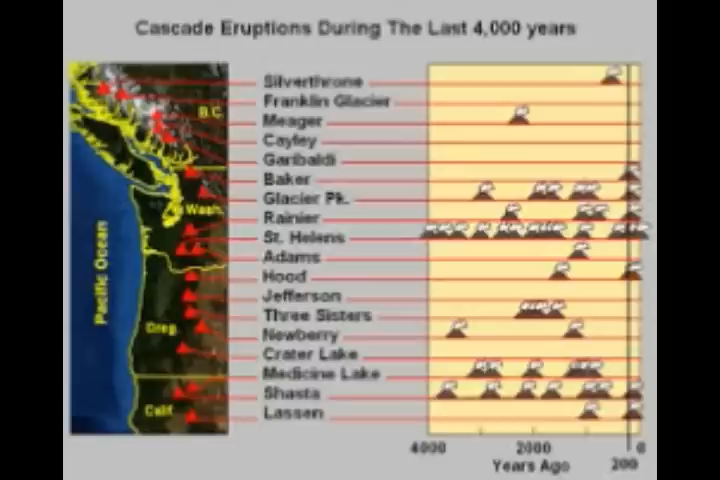 Cascade Eruptions During The Last 4,000 years
Silverthrone
Franklin Glacier
Meager
Cayley
Garibaldi
Baker
Glacier Pk.
Rainier
St. Helens
Adams
Hood
Jefferson
Three Sisters
Newberry
Crater Lake
Medicine Lake
Shasta
Lassen
B.C.
Wash.
Oreg.
Calif.
Pacific Ocean
4000 2000 0
Years Ago 200